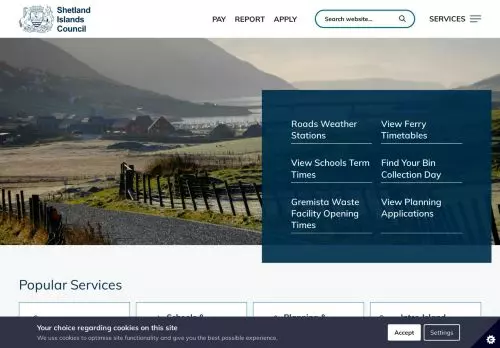 Shetland
Islands
Council
PAY REPORT APPLY
Search website...
SERVICES
Roads Weather
Stations
View Ferry
Timetables
View Schools Term
Times
Find Your Bin
Collection Day
Gremista Waste
Facility Opening
Times
View Planning
Applications
Popular Services
Schools &
Planning &
Inter Island
Your choice regarding cookies on this site
We use cookies to optimise site functionality and give you the best possible experience.
Accept
Settings